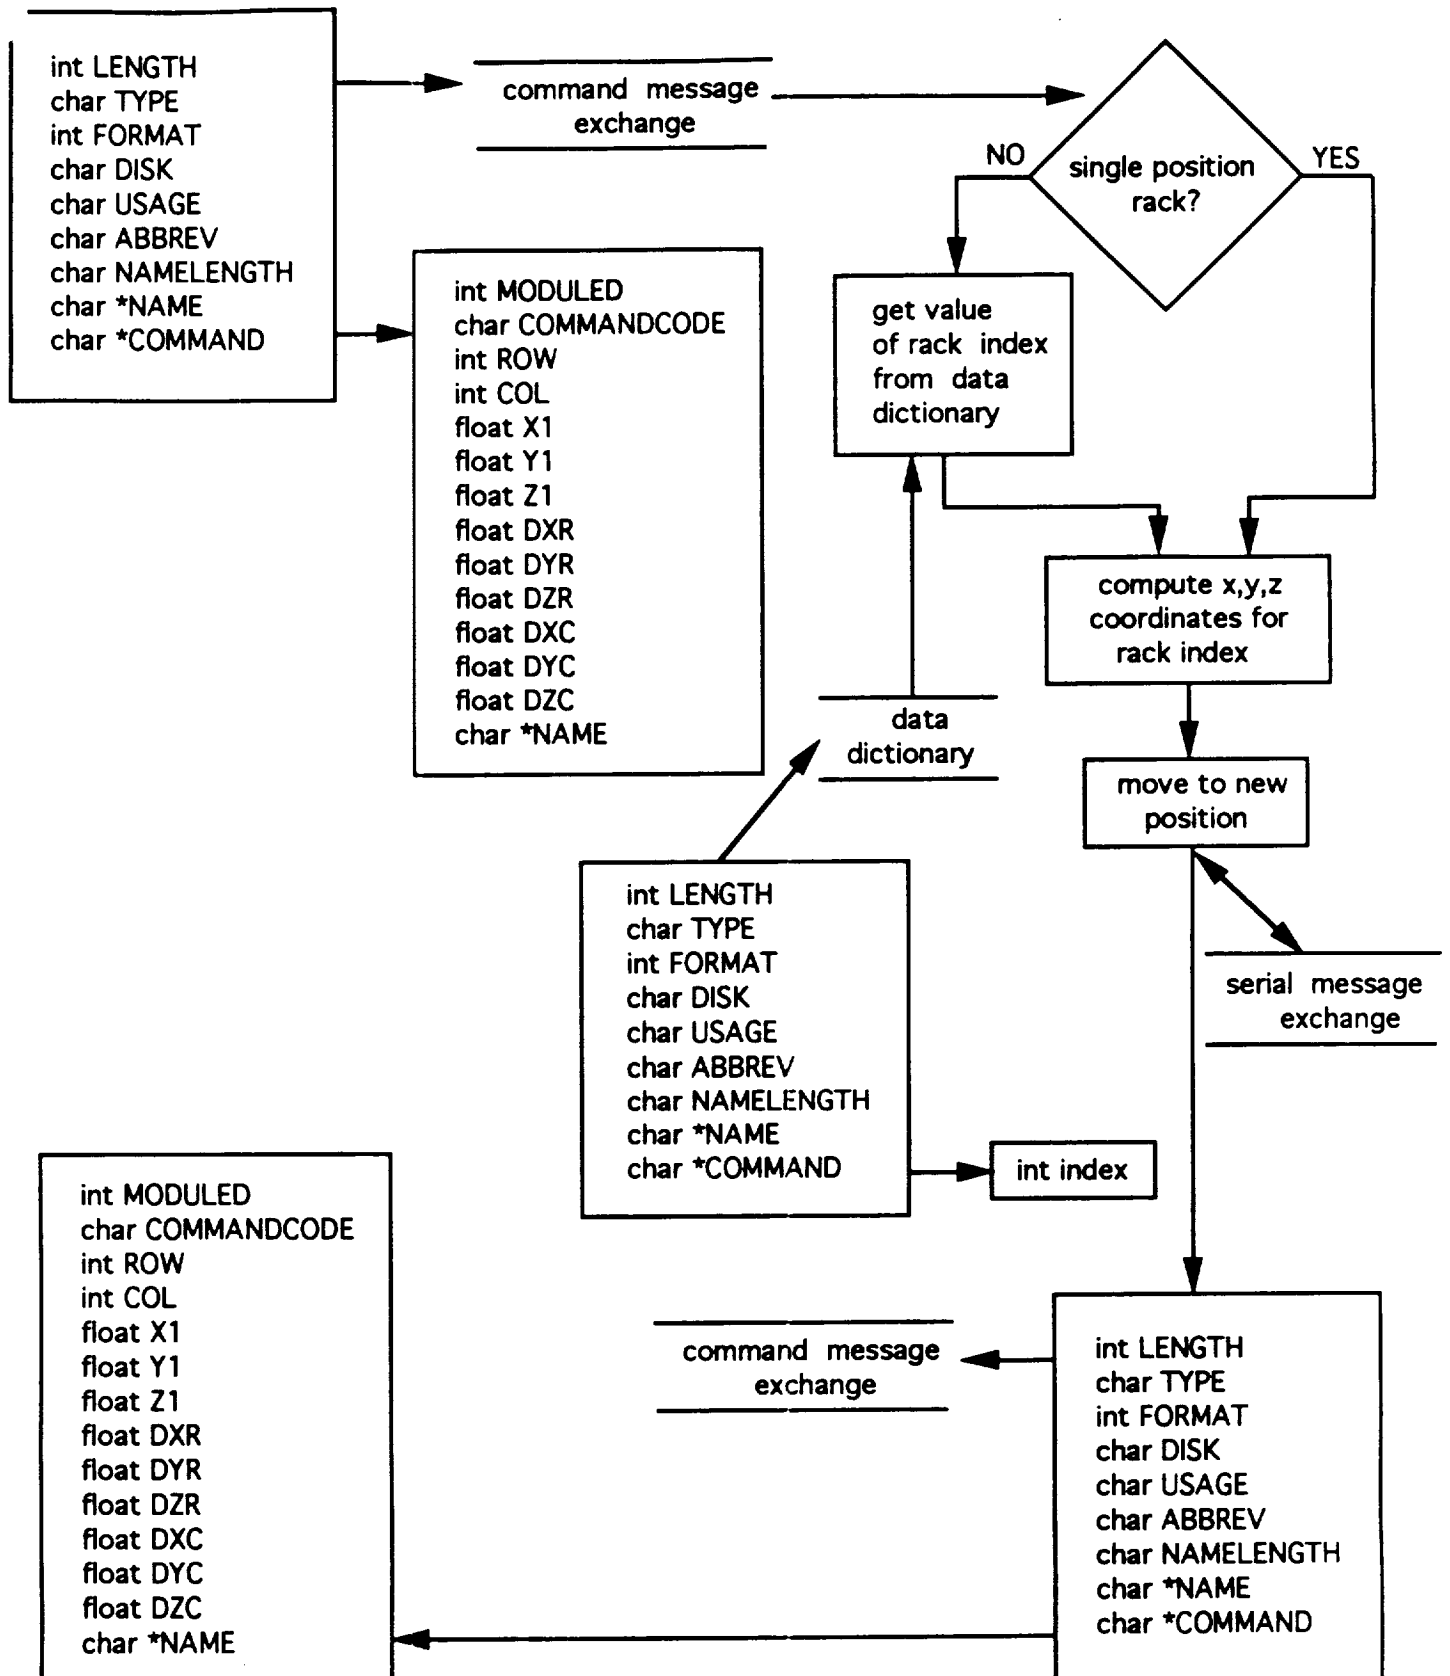 int LENGTH
char TYPE
int FORMAT
char DISK
char USAGE
char ABBREV
char NAMELENGTH
char *NAME
char *COMMAND
command message
exchange
NO
single position
rack?
YES
int MODULED
char COMMANDCODE
int ROW
int COL
float X1
float Y1
float Z1
float DXR
float DYR
float DZR
float DXC
float DYC
float DZC
char *NAME
get value
of rack index
from data
dictionary
compute x,y,z
coordinates for
rack index
data
dictionary
move to new
position
int LENGTH
char TYPE
int FORMAT
char DISK
char USAGE
char ABBREV
char NAMELENGTH
char *NAME
char *COMMAND
serial message
exchange
int index
int MODULED
char COMMANDCODE
int ROW
int COL
float X1
float Y1
float Z1
float DXR
float DYR
float DZR
float DXC
float DYC
float DZC
char *NAME
command message
exchange
int LENGTH
char TYPE
int FORMAT
char DISK
char USAGE
char ABBREV
char NAMELENGTH
char *NAME
char *COMMAND